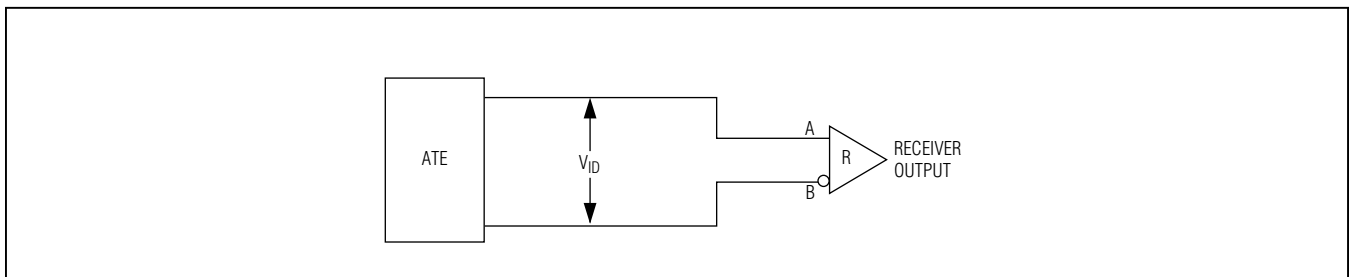 ATE
V_ID
A
R
B
RECEIVER
OUTPUT